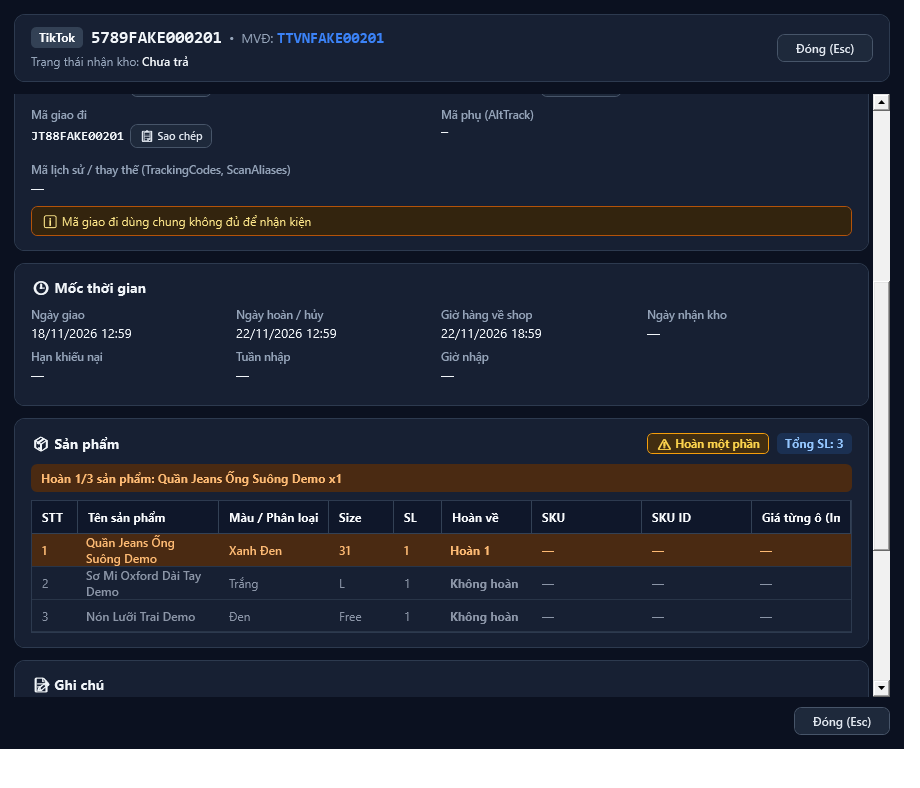 TikTok 5789FAKE000201 • MVĐ: TTVNFAKE00201
Đóng (Esc)
Trạng thái nhận kho: Chưa trả
Mã giao đi
Mã phụ (AltTrack)
JT88FAKE00201 Sao chép
—
Mã lịch sử / thay thế (TrackingCodes, ScanAliases)
—
Mã giao đi dùng chung không đủ để nhận kiện
Mốc thời gian
Ngày giao Ngày hoàn / hủy Giờ hàng về shop Ngày nhận kho
18/11/2026 12:59 22/11/2026 12:59 22/11/2026 18:59 —
Hạn khiếu nại Tuần nhập Giờ nhập
— — —
Sản phẩm Hoàn một phần Tổng SL: 3
Hoàn 1/3 sản phẩm: Quần Jeans Ống Suông Demo x1
STT Tên sản phẩm Màu / Phân loại Size SL Hoàn về SKU SKU ID Giá từng ô (In
1 Quần Jeans Ống Suông Demo Xanh Đen 31 1 Hoàn 1 — — —
2 Sơ Mi Oxford Dài Tay Demo Trắng L 1 Không hoàn — — —
3 Nón Lưỡi Trai Demo Đen Free 1 Không hoàn — — —
Ghi chú
Đóng (Esc)